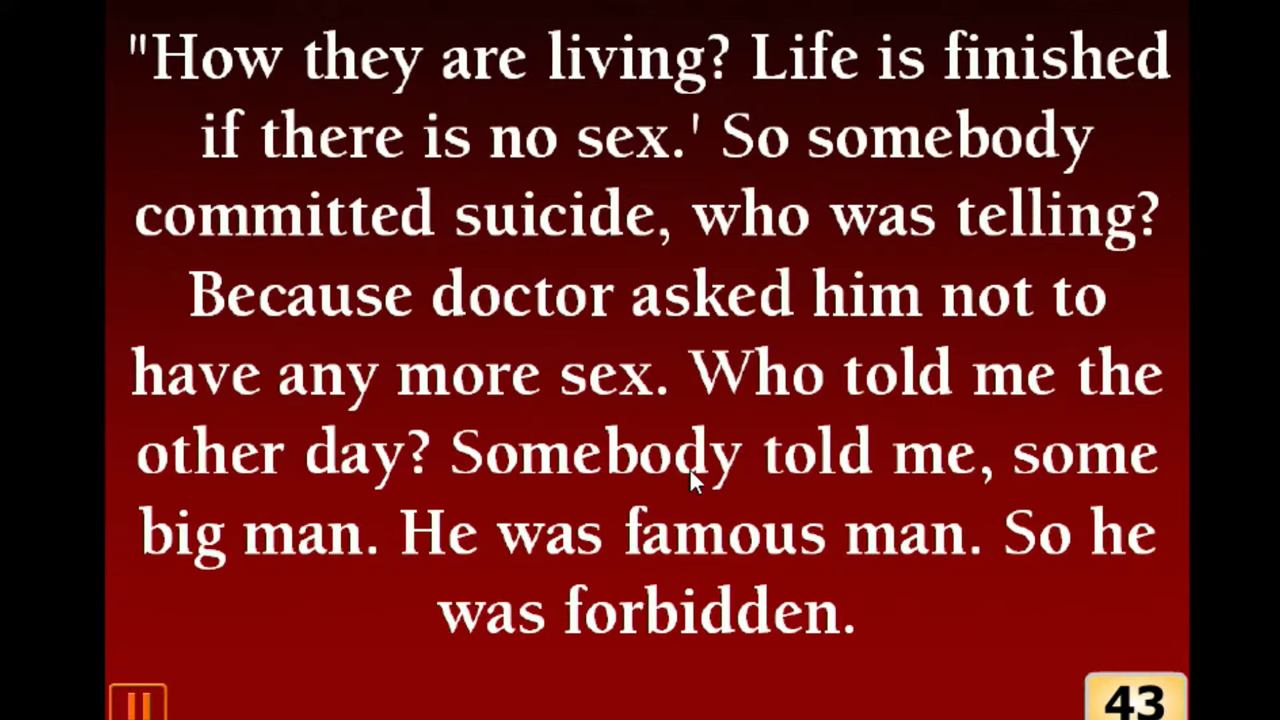 "How they are living? Life is finished
if there is no sex.' So somebody
committed suicide, who was telling?
Because doctor asked him not to
have any more sex. Who told me the
other day? Somebody told me, some
big man. He was famous man. So he
was forbidden.
43